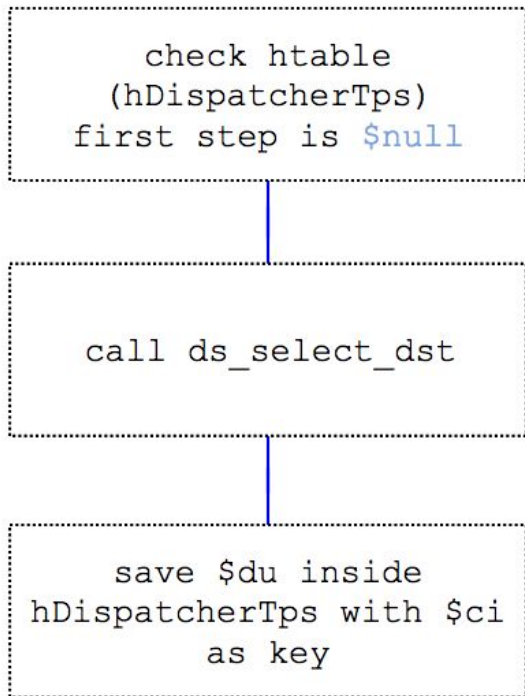 check htable
(hDispatcherTps)
first step is $null
call ds_select_dst
save $du inside
hDispatcherTps with $ci
as key